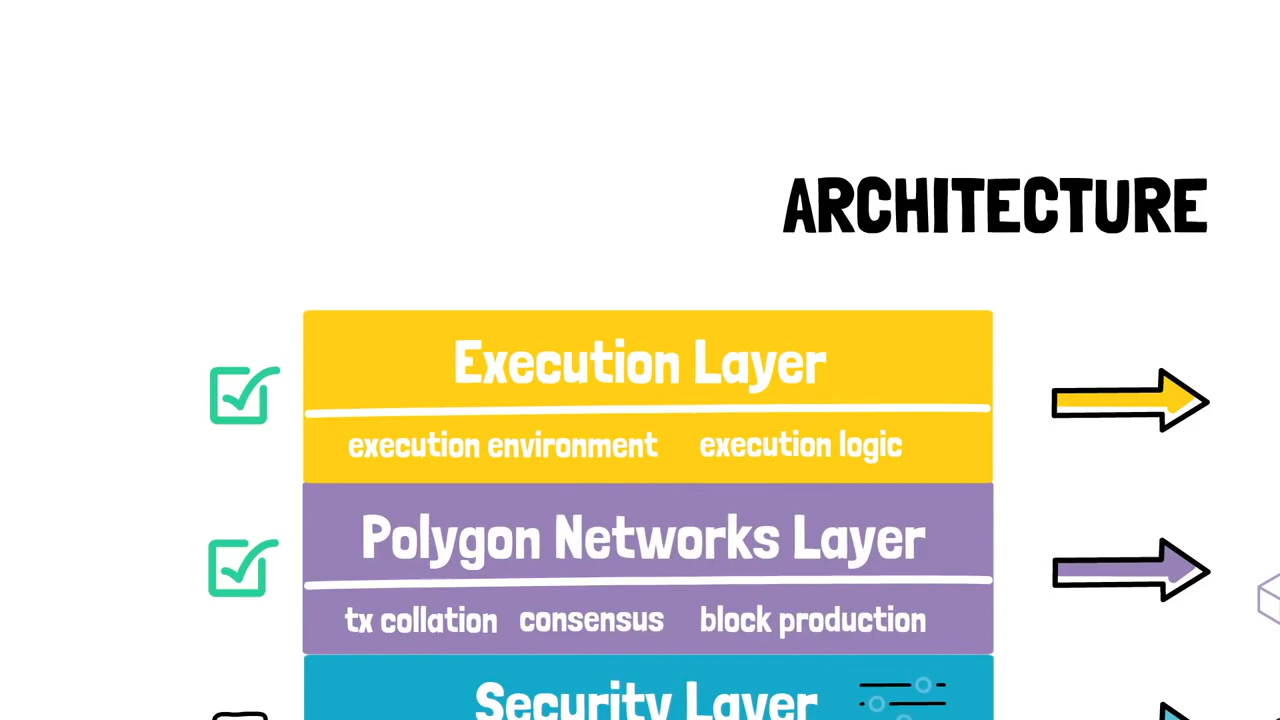 ARCHITECTURE
Execution Layer
execution environment execution logic
Polygon Networks Layer
tx collation consensus block production
Security Layer